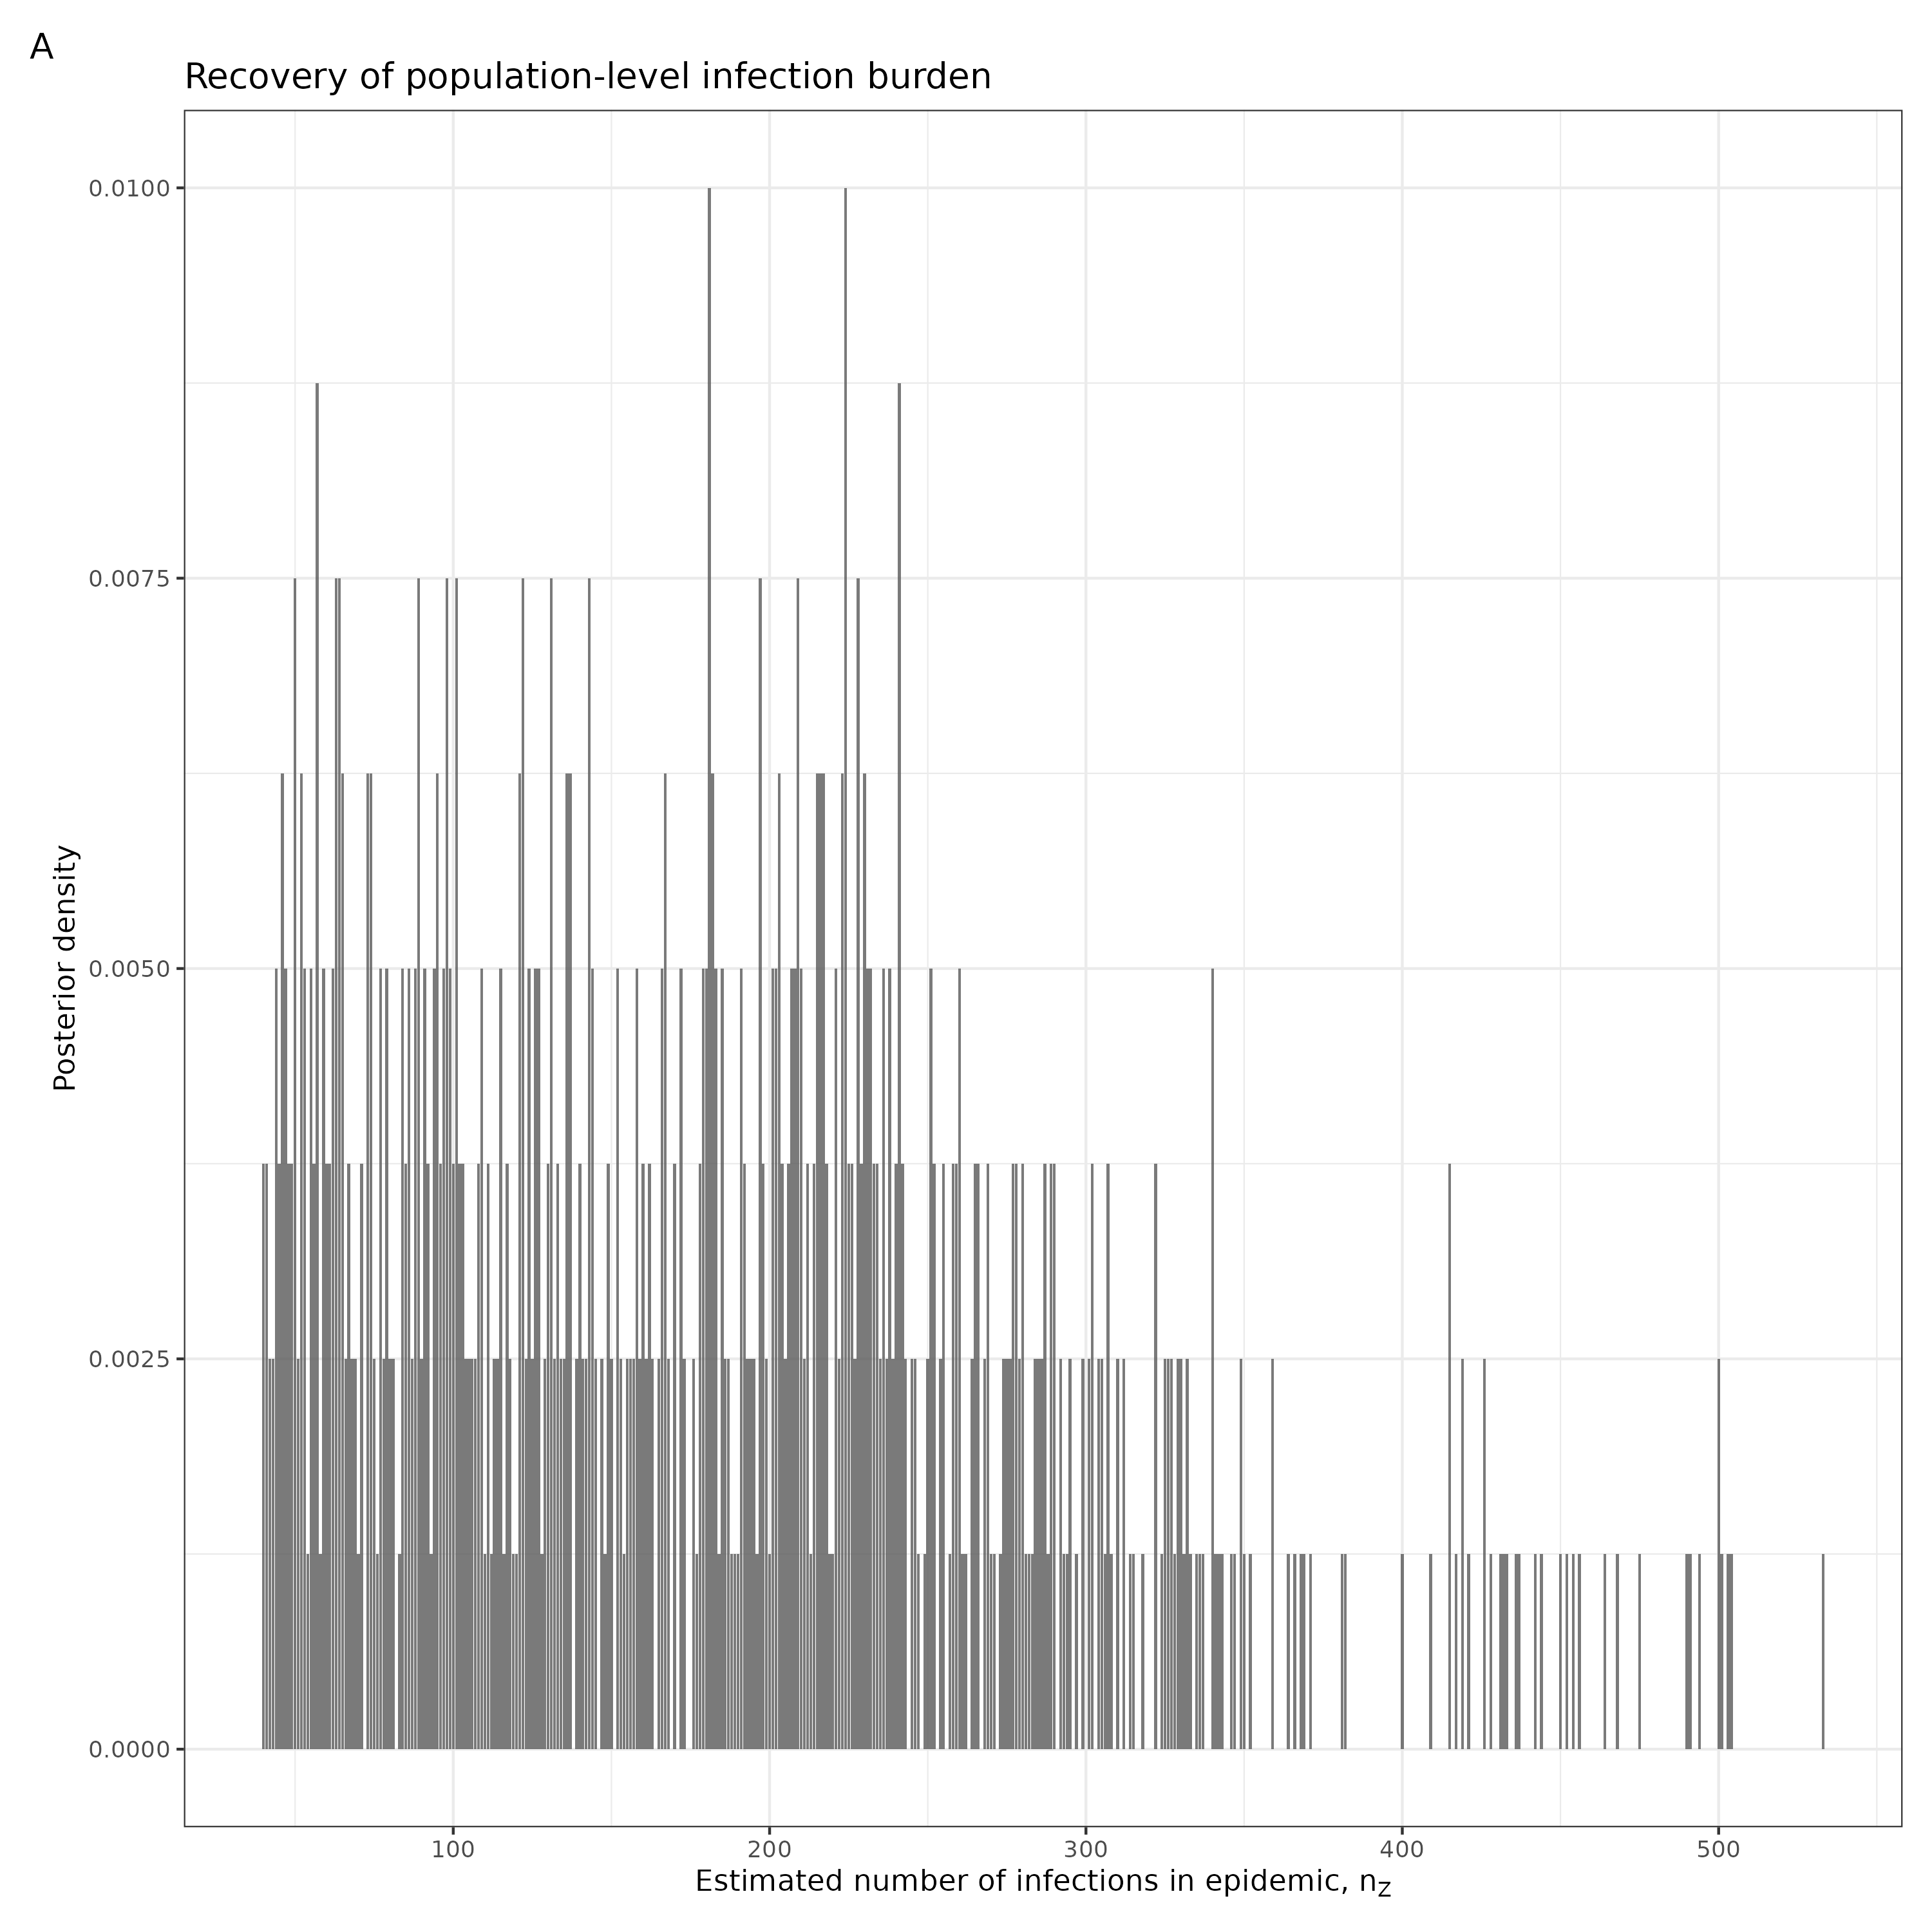 A
Recovery of population-level infection burden
0.0100
0.0075
0.0050
0.0025
0.0000
Posterior density
100 200 300 400 500
Estimated number of infections in epidemic, nZ